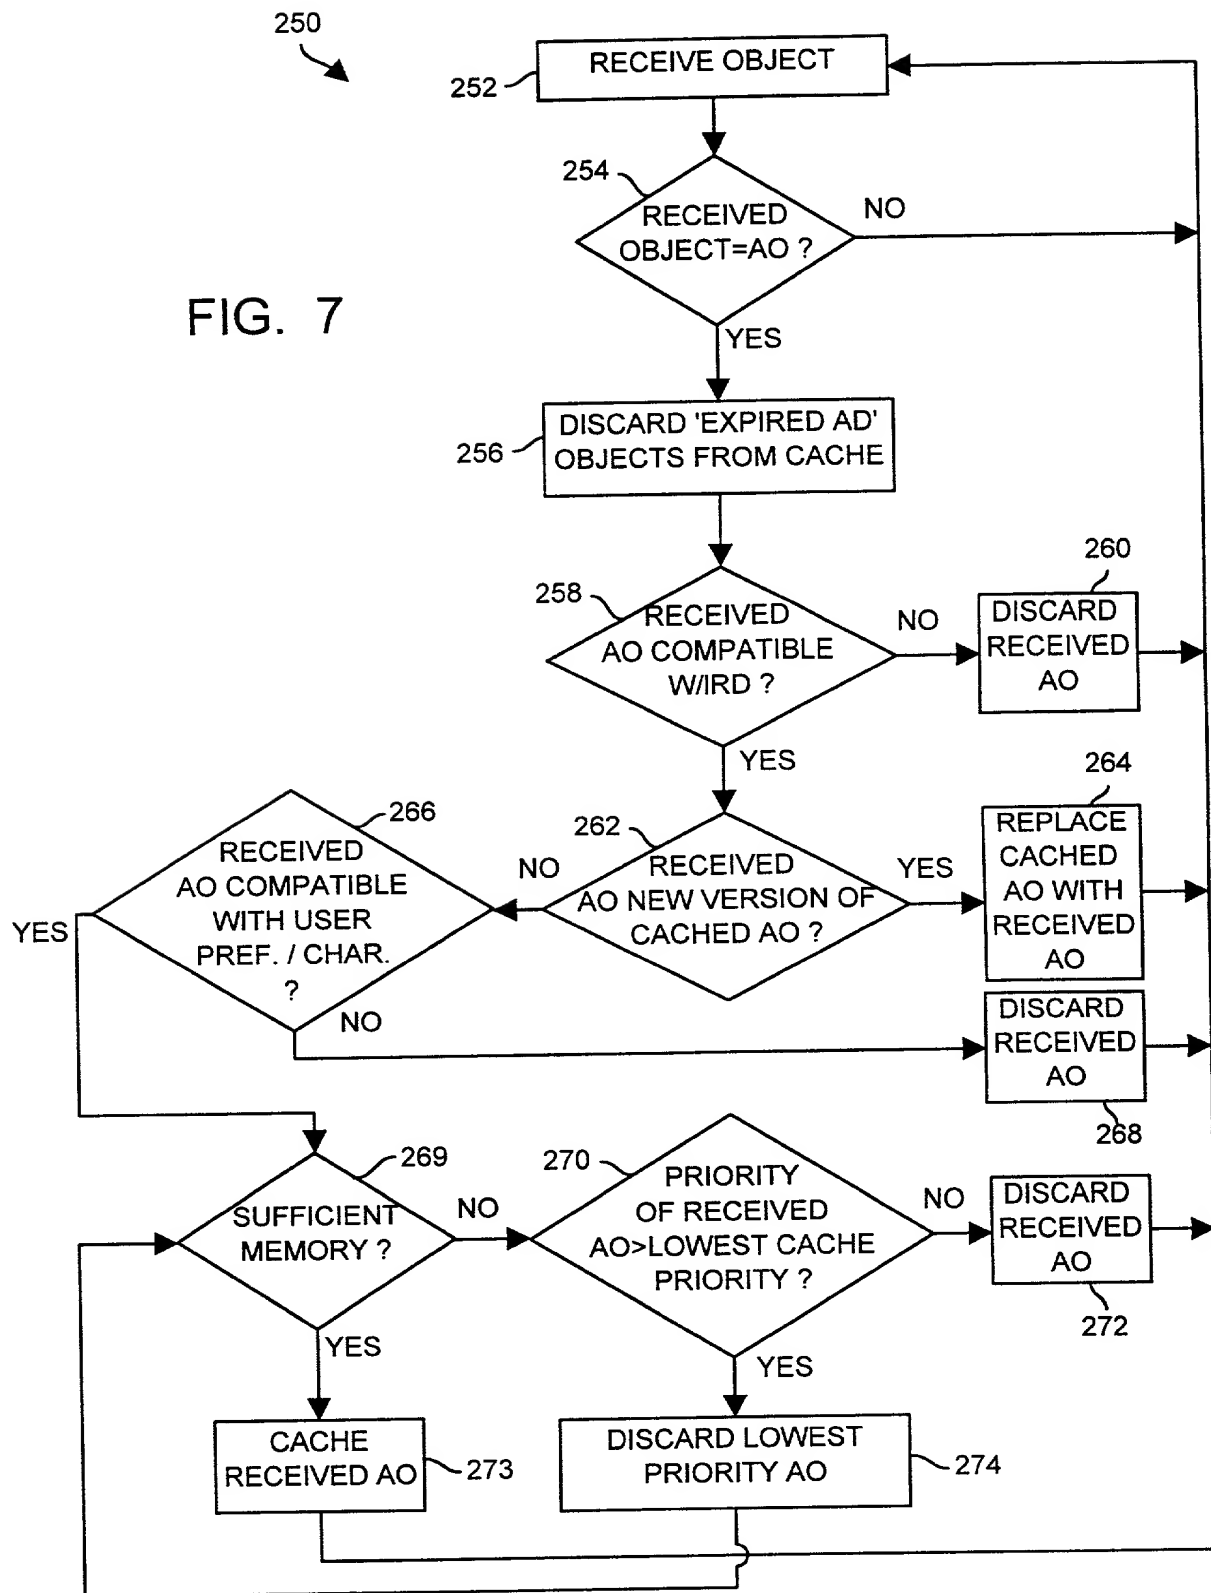 250
RECEIVE OBJECT
252
254
RECEIVED
OBJECT=AO ?
NO
FIG. 7
YES
DISCARD 'EXPIRED AD'
OBJECTS FROM CACHE
256
260
258
RECEIVED
AO COMPATIBLE
W/IRD ?
NO
DISCARD
RECEIVED
AO
YES
264
266
262
RECEIVED
AO COMPATIBLE
WITH USER
PREF. / CHAR.
?
NO
RECEIVED
AO NEW VERSION OF
CACHED AO ?
YES
REPLACE
CACHED
AO WITH
RECEIVED
AO
YES
NO
DISCARD
RECEIVED
AO
268
269
270
SUFFICIENT
MEMORY ?
NO
PRIORITY
OF RECEIVED
AO>LOWEST CACHE
PRIORITY ?
NO
DISCARD
RECEIVED
AO
272
YES
YES
CACHE
RECEIVED AO
273
DISCARD LOWEST
PRIORITY AO
274